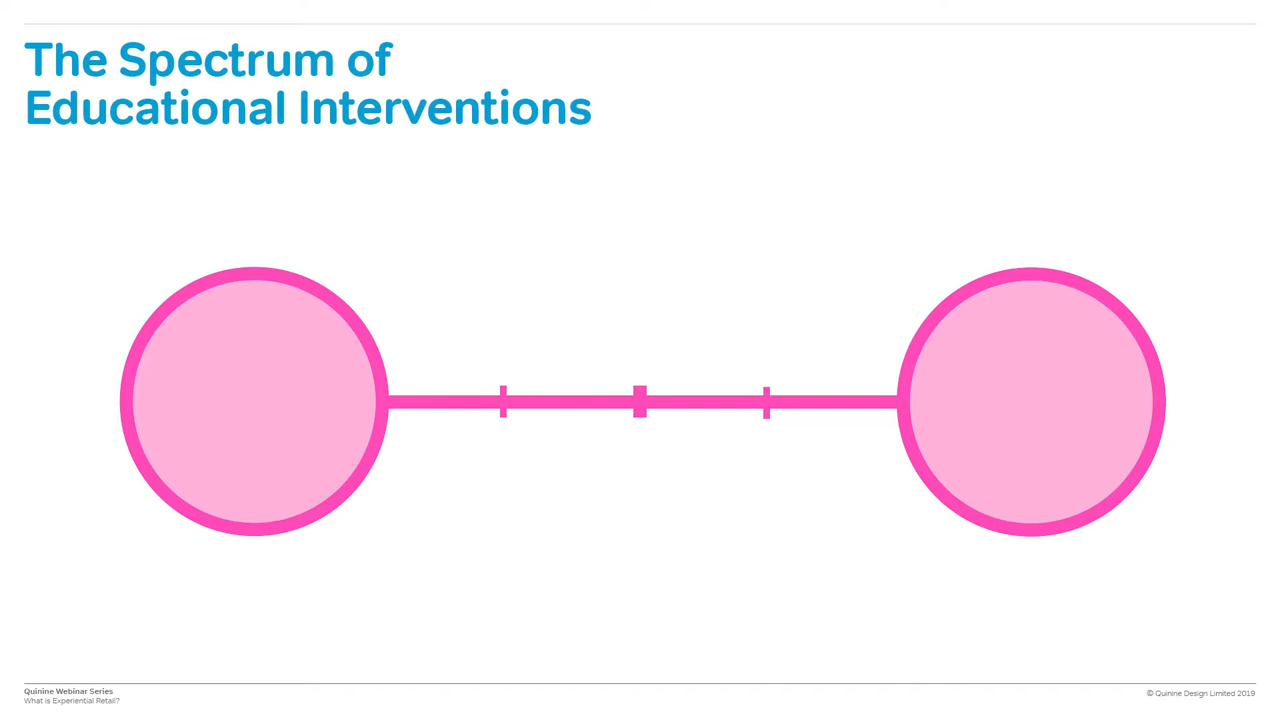 The Spectrum of
Educational Interventions
Quinine Webinar Series
What is Experiential Retail?
© Quinine Design Limited 2019